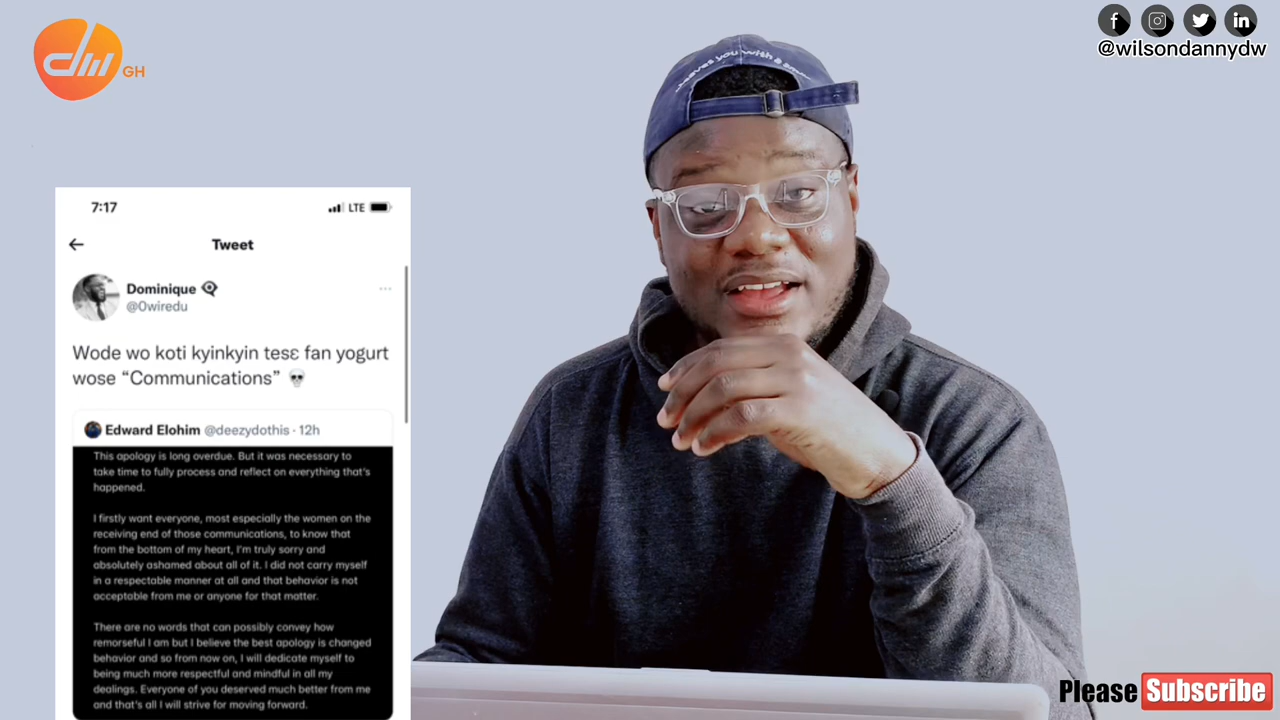 dw GH
@wilsondannydw
7:17
LTE
Tweet
Dominique
@0wiredu
Wode wo koti kyinkyin tesɛ fan yogurt
wose “Communications” 💀
Edward Elohim @deezydothis · 12h
This apology is long overdue. But it was necessary to
take time to fully process and reflect on everything that's
happened.
I firstly want everyone, most especially the women on the
receiving end of those communications, to know that
from the bottom of my heart, I'm truly sorry and
absolutely ashamed about all of it. I did not carry myself
in a respectable manner at all and that behavior is not
acceptable from me or anyone for that matter.
There are no words that can possibly convey how
remorseful I am but I believe the best apology is changed
behavior and so from now on, I will dedicate myself to
being much more respectful and mindful in all my
dealings. Everyone of you deserved much better from me
and that's all I will strive for moving forward.
Please Subscribe